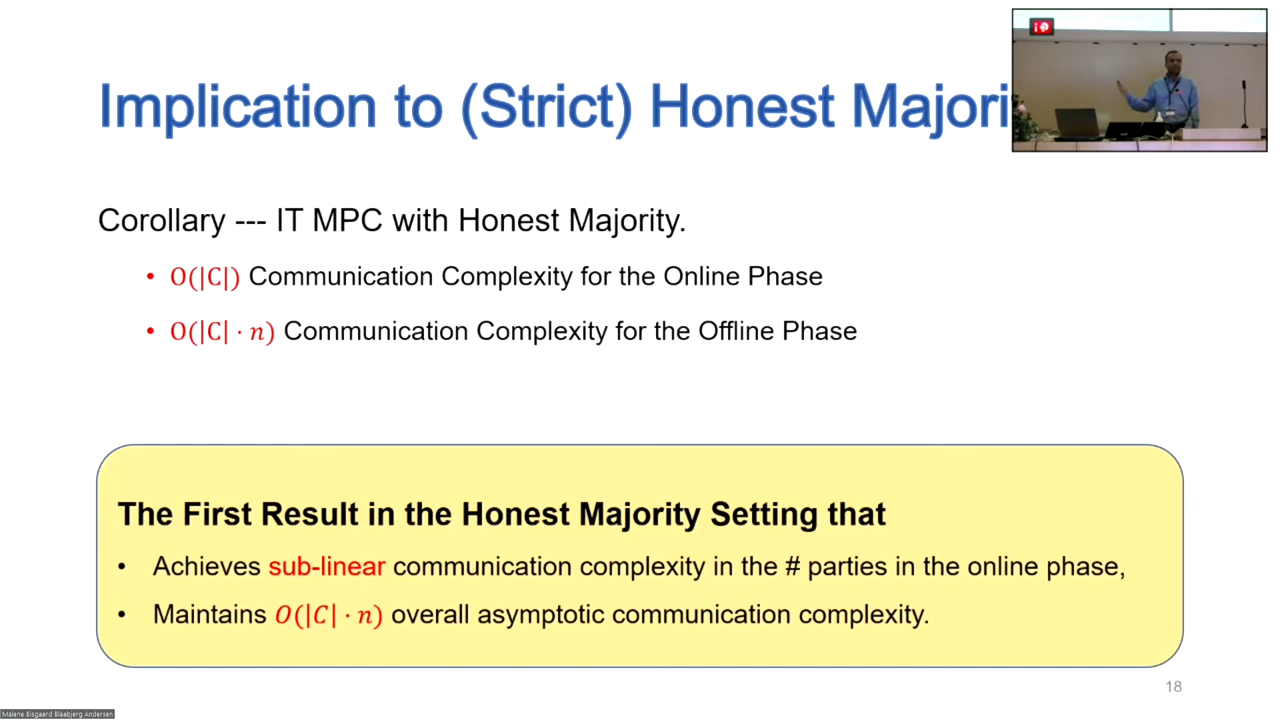 Implication to (Strict) Honest Majori
Corollary --- IT MPC with Honest Majority.
• O(|C|) Communication Complexity for the Online Phase
• O(|C| · n) Communication Complexity for the Offline Phase
The First Result in the Honest Majority Setting that
• Achieves sub-linear communication complexity in the # parties in the online phase,
• Maintains O(|C| · n) overall asymptotic communication complexity.
18
Malene Bisgaard Blaabjerg Andersen